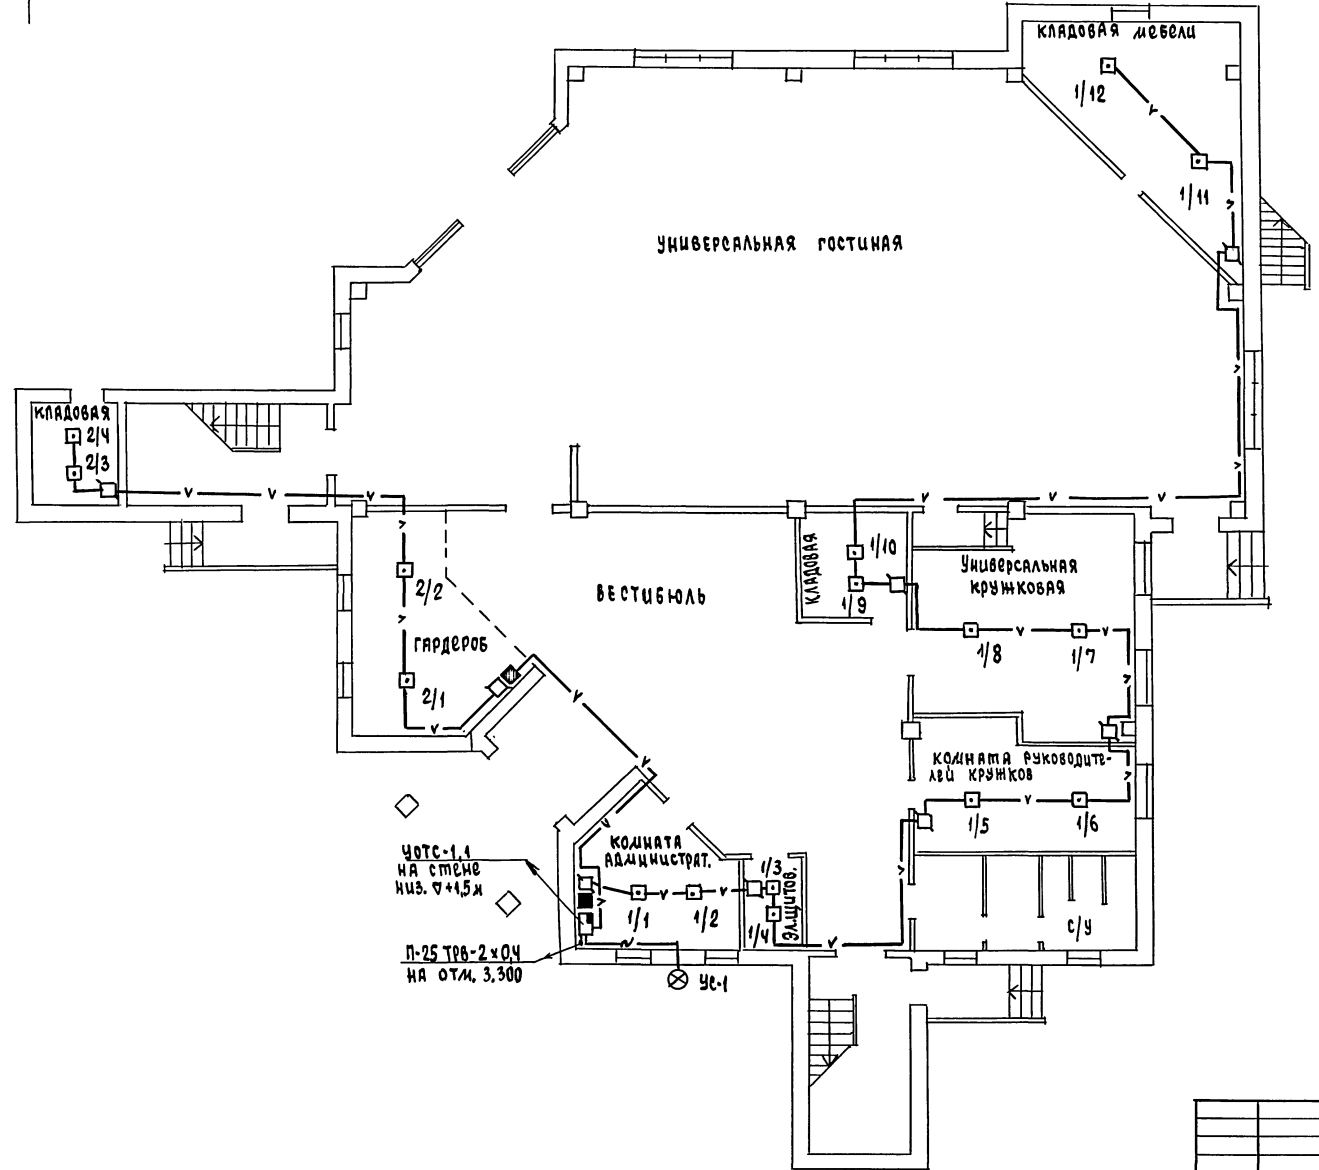 КЛАДОВАЯ МЕБЕЛИ
1/12
1/11
УНИВЕРСАЛЬНАЯ ГОСТИНАЯ
КЛАДОВАЯ
2/4
2/3
2/2
ГАРДЕРОБ
2/1
ВЕСТИБЮЛЬ
КЛАДОВАЯ
1/10
1/9
УНИВЕРСАЛЬНАЯ
КРУЖКОВАЯ
1/8
1/7
КОМНАТА РУКОВОДИТЕ-
ЛЕЙ КРУЖКОВ
1/5
1/6
КОМНАТА
АДМИНИСТРАТ.
1/1
1/2
1/3
1/4
ЭЛ.ЩИТОВ.
С/У
УОТС-1.1
НА СТЕНЕ
НИЗ. ∇+1,5м
П-25 ТРВ-2х0,4
НА ОТМ. 3.300
УС-1